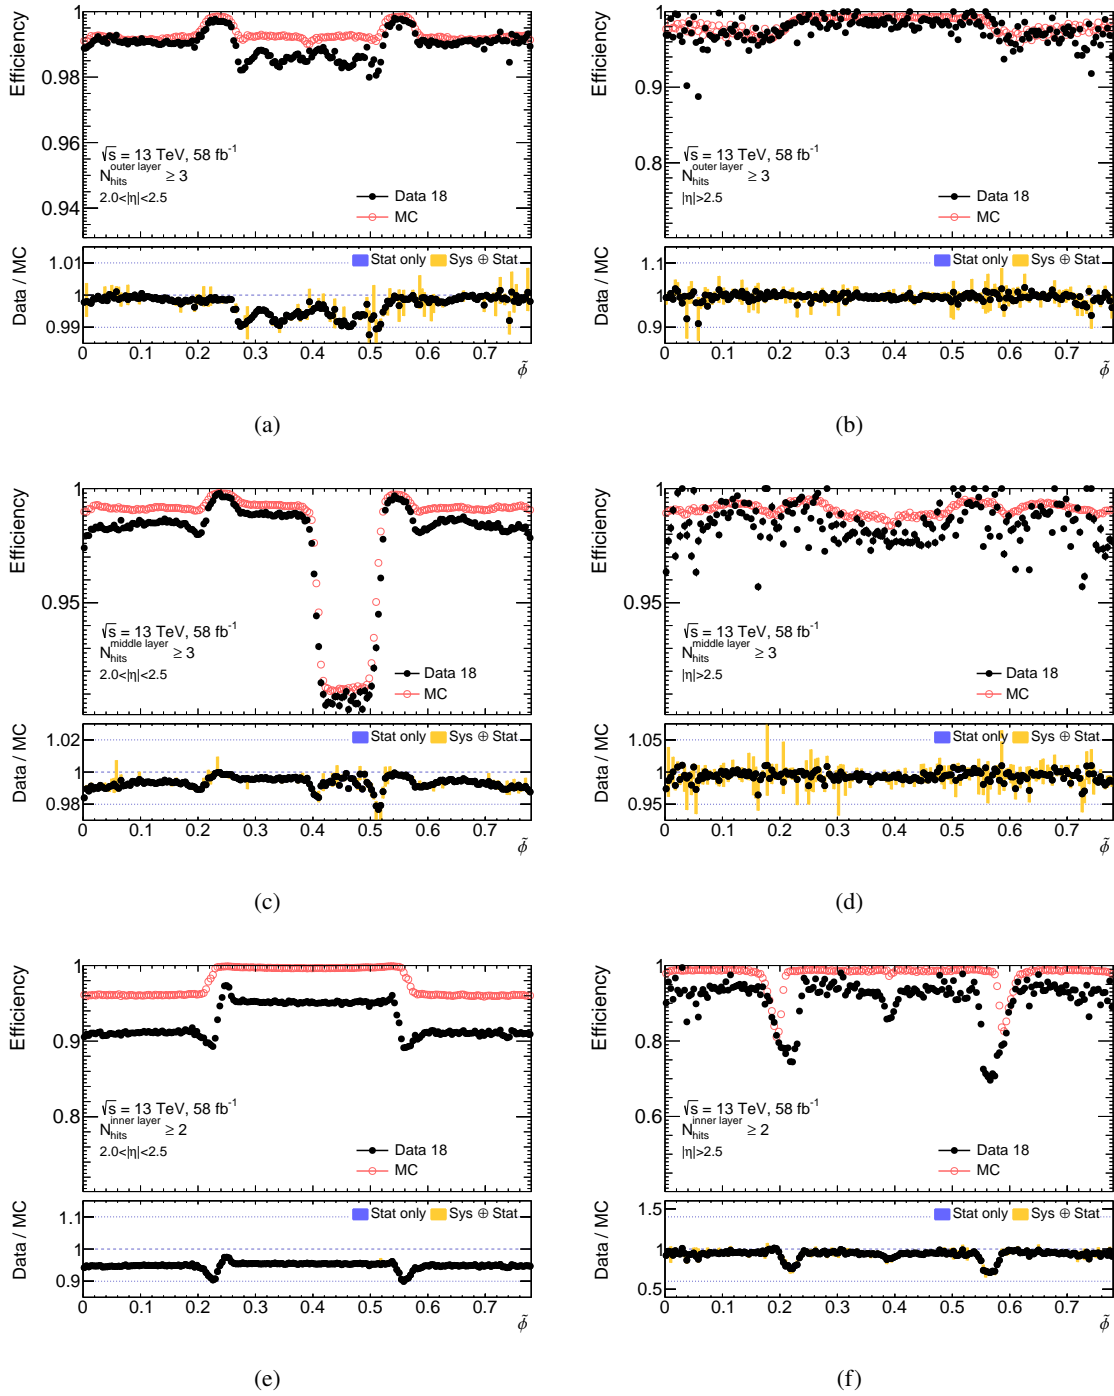 Efficiency
1
0.98
0.96
0.94
√s = 13 TeV, 58 fb⁻¹
N_hits^outer layer ≥ 3
2.0<|η|<2.5
Data 18
MC
Data / MC
1.01
1
0.99
Stat only Sys ⊕ Stat
0 0.1 0.2 0.3 0.4 0.5 0.6 0.7
ϕ̃
(a)
Efficiency
1
0.9
0.8
√s = 13 TeV, 58 fb⁻¹
N_hits^outer layer ≥ 3
|η|>2.5
Data 18
MC
Data / MC
1.1
1
0.9
Stat only Sys ⊕ Stat
0 0.1 0.2 0.3 0.4 0.5 0.6 0.7
ϕ̃
(b)
Efficiency
1
0.95
√s = 13 TeV, 58 fb⁻¹
N_hits^middle layer ≥ 3
2.0<|η|<2.5
Data 18
MC
Data / MC
1.02
1
0.98
Stat only Sys ⊕ Stat
0 0.1 0.2 0.3 0.4 0.5 0.6 0.7
ϕ̃
(c)
Efficiency
1
0.95
√s = 13 TeV, 58 fb⁻¹
N_hits^middle layer ≥ 3
|η|>2.5
Data 18
MC
Data / MC
1.05
1
0.95
Stat only Sys ⊕ Stat
0 0.1 0.2 0.3 0.4 0.5 0.6 0.7
ϕ̃
(d)
Efficiency
1
0.9
0.8
√s = 13 TeV, 58 fb⁻¹
N_hits^inner layer ≥ 2
2.0<|η|<2.5
Data 18
MC
Data / MC
1.1
1
0.9
Stat only Sys ⊕ Stat
0 0.1 0.2 0.3 0.4 0.5 0.6 0.7
ϕ̃
(e)
Efficiency
1
0.8
0.6
√s = 13 TeV, 58 fb⁻¹
N_hits^inner layer ≥ 2
|η|>2.5
Data 18
MC
Data / MC
1.5
1
0.5
Stat only Sys ⊕ Stat
0 0.1 0.2 0.3 0.4 0.5 0.6 0.7
ϕ̃
(f)